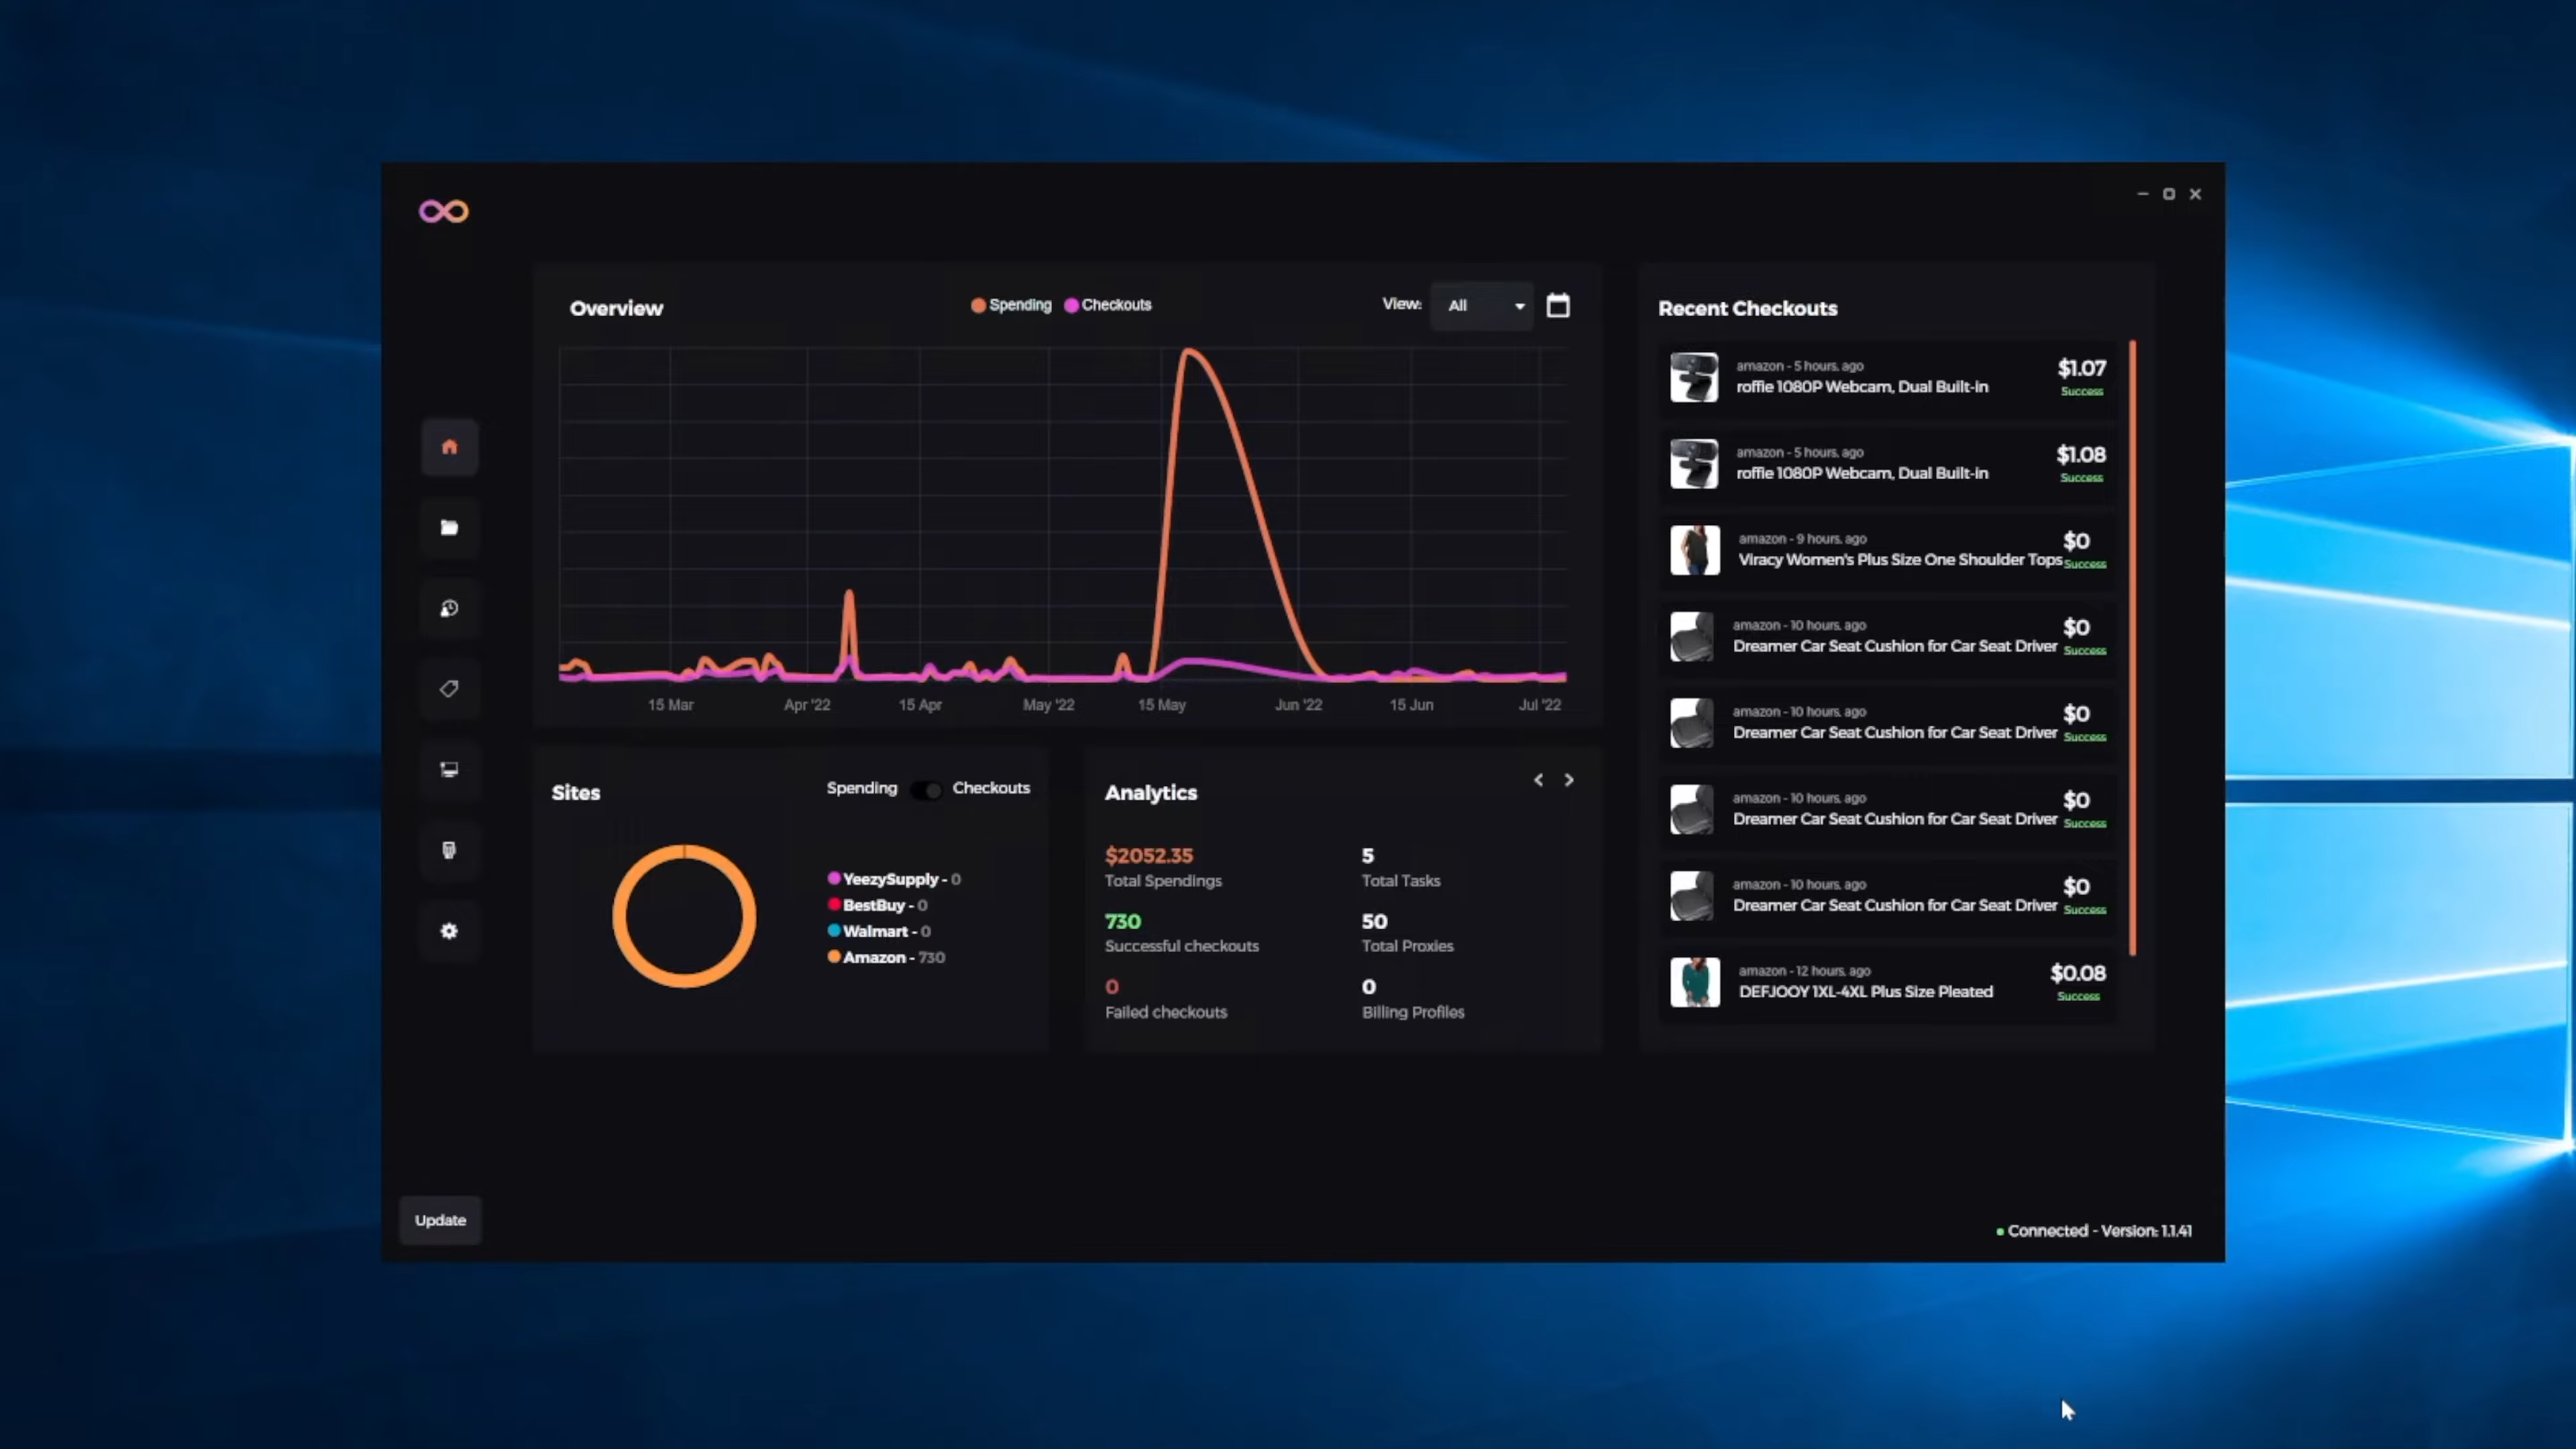 Overview
Spending Checkouts
View: All
15 Mar Apr '22 15 Apr May '22 15 May Jun '22 15 Jun Jul '22
Sites
Spending Checkouts
YeezySupply - 0
BestBuy - 0
Walmart - 0
Amazon - 730
Analytics
$2052.35
Total Spendings
5
Total Tasks
730
Successful checkouts
50
Total Proxies
0
Failed checkouts
0
Billing Profiles
Recent Checkouts
amazon - 5 hours, ago
roffie 1080P Webcam, Dual Built-in
$1.07
Success
amazon - 5 hours, ago
roffie 1080P Webcam, Dual Built-in
$1.08
Success
amazon - 9 hours, ago
Viracy Women's Plus Size One Shoulder Tops
$0
Success
amazon - 10 hours, ago
Dreamer Car Seat Cushion for Car Seat Driver
$0
Success
amazon - 10 hours, ago
Dreamer Car Seat Cushion for Car Seat Driver
$0
Success
amazon - 10 hours, ago
Dreamer Car Seat Cushion for Car Seat Driver
$0
Success
amazon - 10 hours, ago
Dreamer Car Seat Cushion for Car Seat Driver
$0
Success
amazon - 12 hours, ago
DEFJOOY 1XL-4XL Plus Size Pleated
$0.08
Success
Update
Connected - Version: 1.1.41